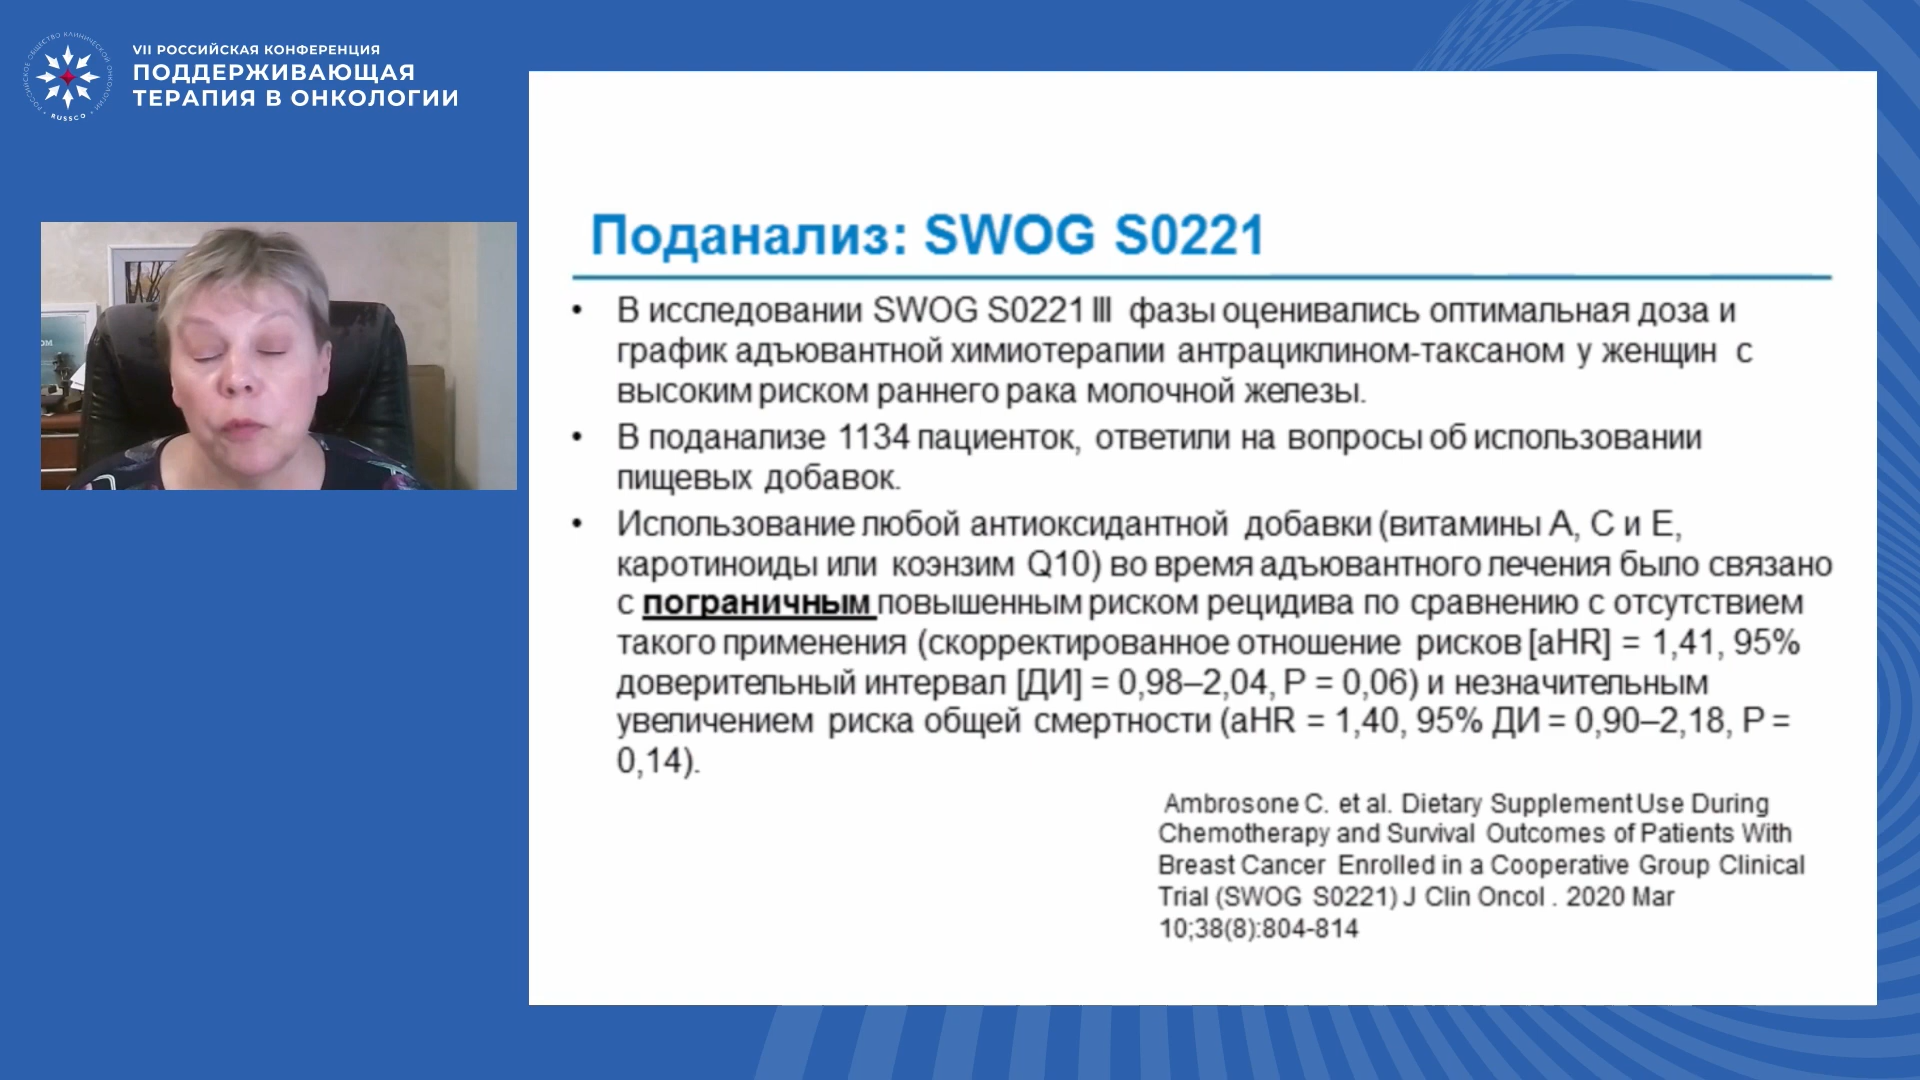 VII РОССИЙСКАЯ КОНФЕРЕНЦИЯ
ПОДДЕРЖИВАЮЩАЯ
ТЕРАПИЯ В ОНКОЛОГИИ
РОССИЙСКОЕ ОБЩЕСТВО КЛИНИЧЕСКОЙ ОНКОЛОГИИ
RUSSCO
Поданализ: SWOG S0221
• В исследовании SWOG S0221 III фазы оценивались оптимальная доза и
график адъювантной химиотерапии антрациклином-таксаном у женщин с
высоким риском раннего рака молочной железы.
• В поданализе 1134 пациенток, ответили на вопросы об использовании
пищевых добавок.
• Использование любой антиоксидантной добавки (витамины А, С и Е,
каротиноиды или коэнзим Q10) во время адъювантного лечения было связано
с пограничным повышенным риском рецидива по сравнению с отсутствием
такого применения (скорректированное отношение рисков [aHR] = 1,41, 95%
доверительный интервал [ДИ] = 0,98–2,04, P = 0,06) и незначительным
увеличением риска общей смертности (aHR = 1,40, 95% ДИ = 0,90–2,18, P =
0,14).
Ambrosone C. et al. Dietary Supplement Use During
Chemotherapy and Survival Outcomes of Patients With
Breast Cancer Enrolled in a Cooperative Group Clinical
Trial (SWOG S0221) J Clin Oncol . 2020 Mar
10;38(8):804-814